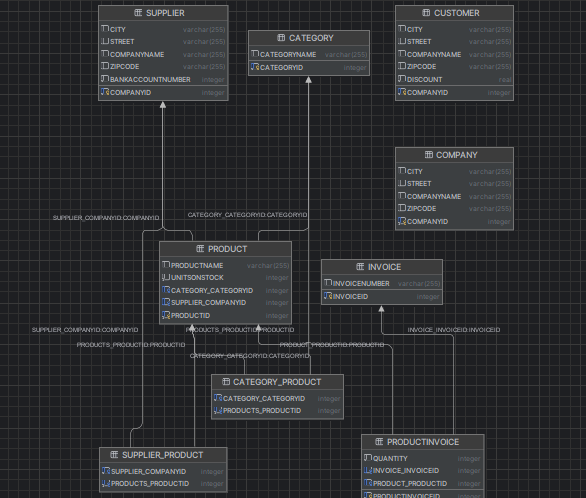 SUPPLIER
CITY varchar(255)
STREET varchar(255)
COMPANYNAME varchar(255)
ZIPCODE varchar(255)
BANKACCOUNTNUMBER integer
COMPANYID integer
CATEGORY
CATEGORYNAME varchar(255)
CATEGORYID integer
CUSTOMER
CITY varchar(255)
STREET varchar(255)
COMPANYNAME varchar(255)
ZIPCODE varchar(255)
DISCOUNT real
COMPANYID integer
COMPANY
CITY varchar(255)
STREET varchar(255)
COMPANYNAME varchar(255)
ZIPCODE varchar(255)
COMPANYID integer
SUPPLIER_COMPANYID:COMPANYID
CATEGORY_CATEGORYID:CATEGORYID
PRODUCT
PRODUCTNAME varchar(255)
UNITSONSTOCK integer
CATEGORY_CATEGORYID integer
SUPPLIER_COMPANYID integer
PRODUCTID integer
INVOICE
INVOICENUMBER varchar(255)
INVOICEID integer
SUPPLIER_COMPANYID:COMPANYID
PRODUCTS_PRODUCTID:PRODUCTID
INVOICE_INVOICEID:INVOICEID
PRODUCTS_PRODUCTID:PRODUCTID
PRODUCT_PRODUCTID:PRODUCTID
CATEGORY_CATEGORYID:CATEGORYID
CATEGORY_PRODUCT
CATEGORY_CATEGORYID integer
PRODUCTS_PRODUCTID integer
SUPPLIER_PRODUCT
SUPPLIER_COMPANYID integer
PRODUCTS_PRODUCTID integer
PRODUCTINVOICE
QUANTITY integer
INVOICE_INVOICEID integer
PRODUCT_PRODUCTID integer
PRODUCTINVOICEID integer